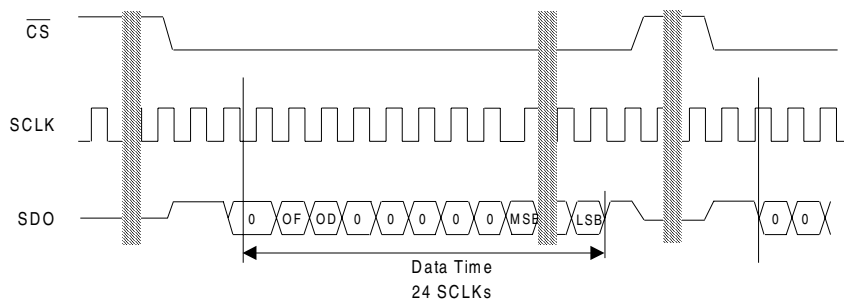 CS
SCLK
SDO
0 OF OD 0 0 0 0 0 MSB LSB 0 0
Data Time
24 SCLKs